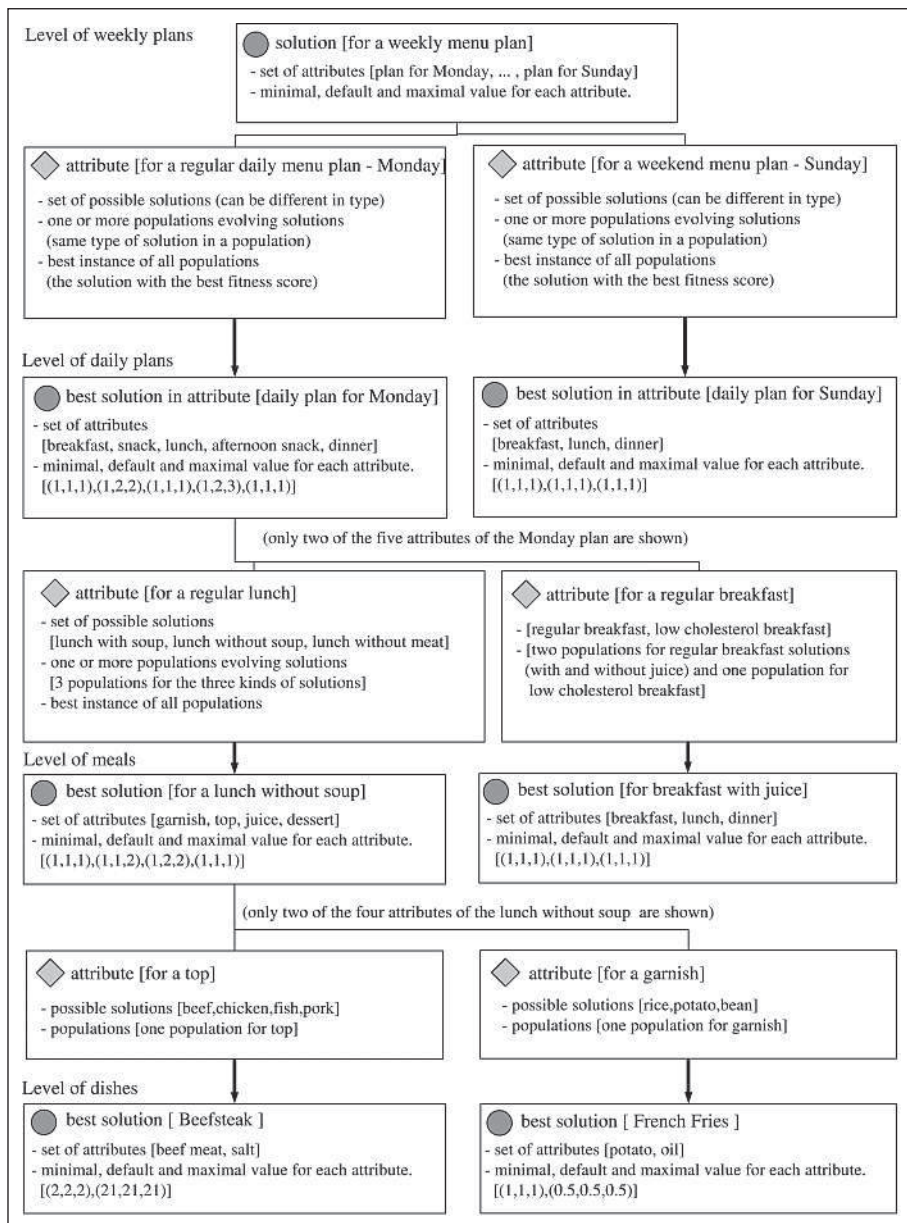 Level of weekly plans
solution [for a weekly menu plan]
- set of attributes [plan for Monday, ... , plan for Sunday]
- minimal, default and maximal value for each attribute.
attribute [for a regular daily menu plan - Monday]
- set of possible solutions (can be different in type)
- one or more populations evolving solutions
(same type of solution in a population)
- best instance of all populations
(the solution with the best fitness score)
attribute [for a weekend menu plan - Sunday]
- set of possible solutions (can be different in type)
- one or more populations evolving solutions
(same type of solution in a population)
- best instance of all populations
(the solution with the best fitness score)
Level of daily plans
best solution in attribute [daily plan for Monday]
- set of attributes
[breakfast, snack, lunch, afternoon snack, dinner]
- minimal, default and maximal value for each attribute.
[(1,1,1),(1,2,2),(1,1,1),(1,2,3),(1,1,1)]
best solution in attribute [daily plan for Sunday]
- set of attributes
[breakfast, lunch, dinner]
- minimal, default and maximal value for each attribute.
[(1,1,1),(1,1,1),(1,1,1)]
(only two of the five attributes of the Monday plan are shown)
attribute [for a regular lunch]
- set of possible solutions
[lunch with soup, lunch without soup, lunch without meat]
- one or more populations evolving solutions
[3 populations for the three kinds of solutions]
- best instance of all populations
attribute [for a regular breakfast]
- [regular breakfast, low cholesterol breakfast]
- [two populations for regular breakfast solutions
(with and without juice) and one population for
low cholesterol breakfast]
Level of meals
best solution [for a lunch without soup]
- set of attributes [garnish, top, juice, dessert]
- minimal, default and maximal value for each attribute.
[(1,1,1),(1,1,2),(1,2,2),(1,1,1)]
best solution [for breakfast with juice]
- set of attributes [breakfast, lunch, dinner]
- minimal, default and maximal value for each attribute.
[(1,1,1),(1,1,1),(1,1,1)]
(only two of the four attributes of the lunch without soup are shown)
attribute [for a top]
- possible solutions [beef,chicken,fish,pork]
- populations [one population for top]
attribute [for a garnish]
- possible solutions [rice,potato,bean]
- populations [one population for garnish]
Level of dishes
best solution [ Beefsteak ]
- set of attributes [beef meat, salt]
- minimal, default and maximal value for each attribute.
[(2,2,2),(21,21,21)]
best solution [ French Fries ]
- set of attributes [potato, oil]
- minimal, default and maximal value for each attribute.
[(1,1,1),(0.5,0.5,0.5)]